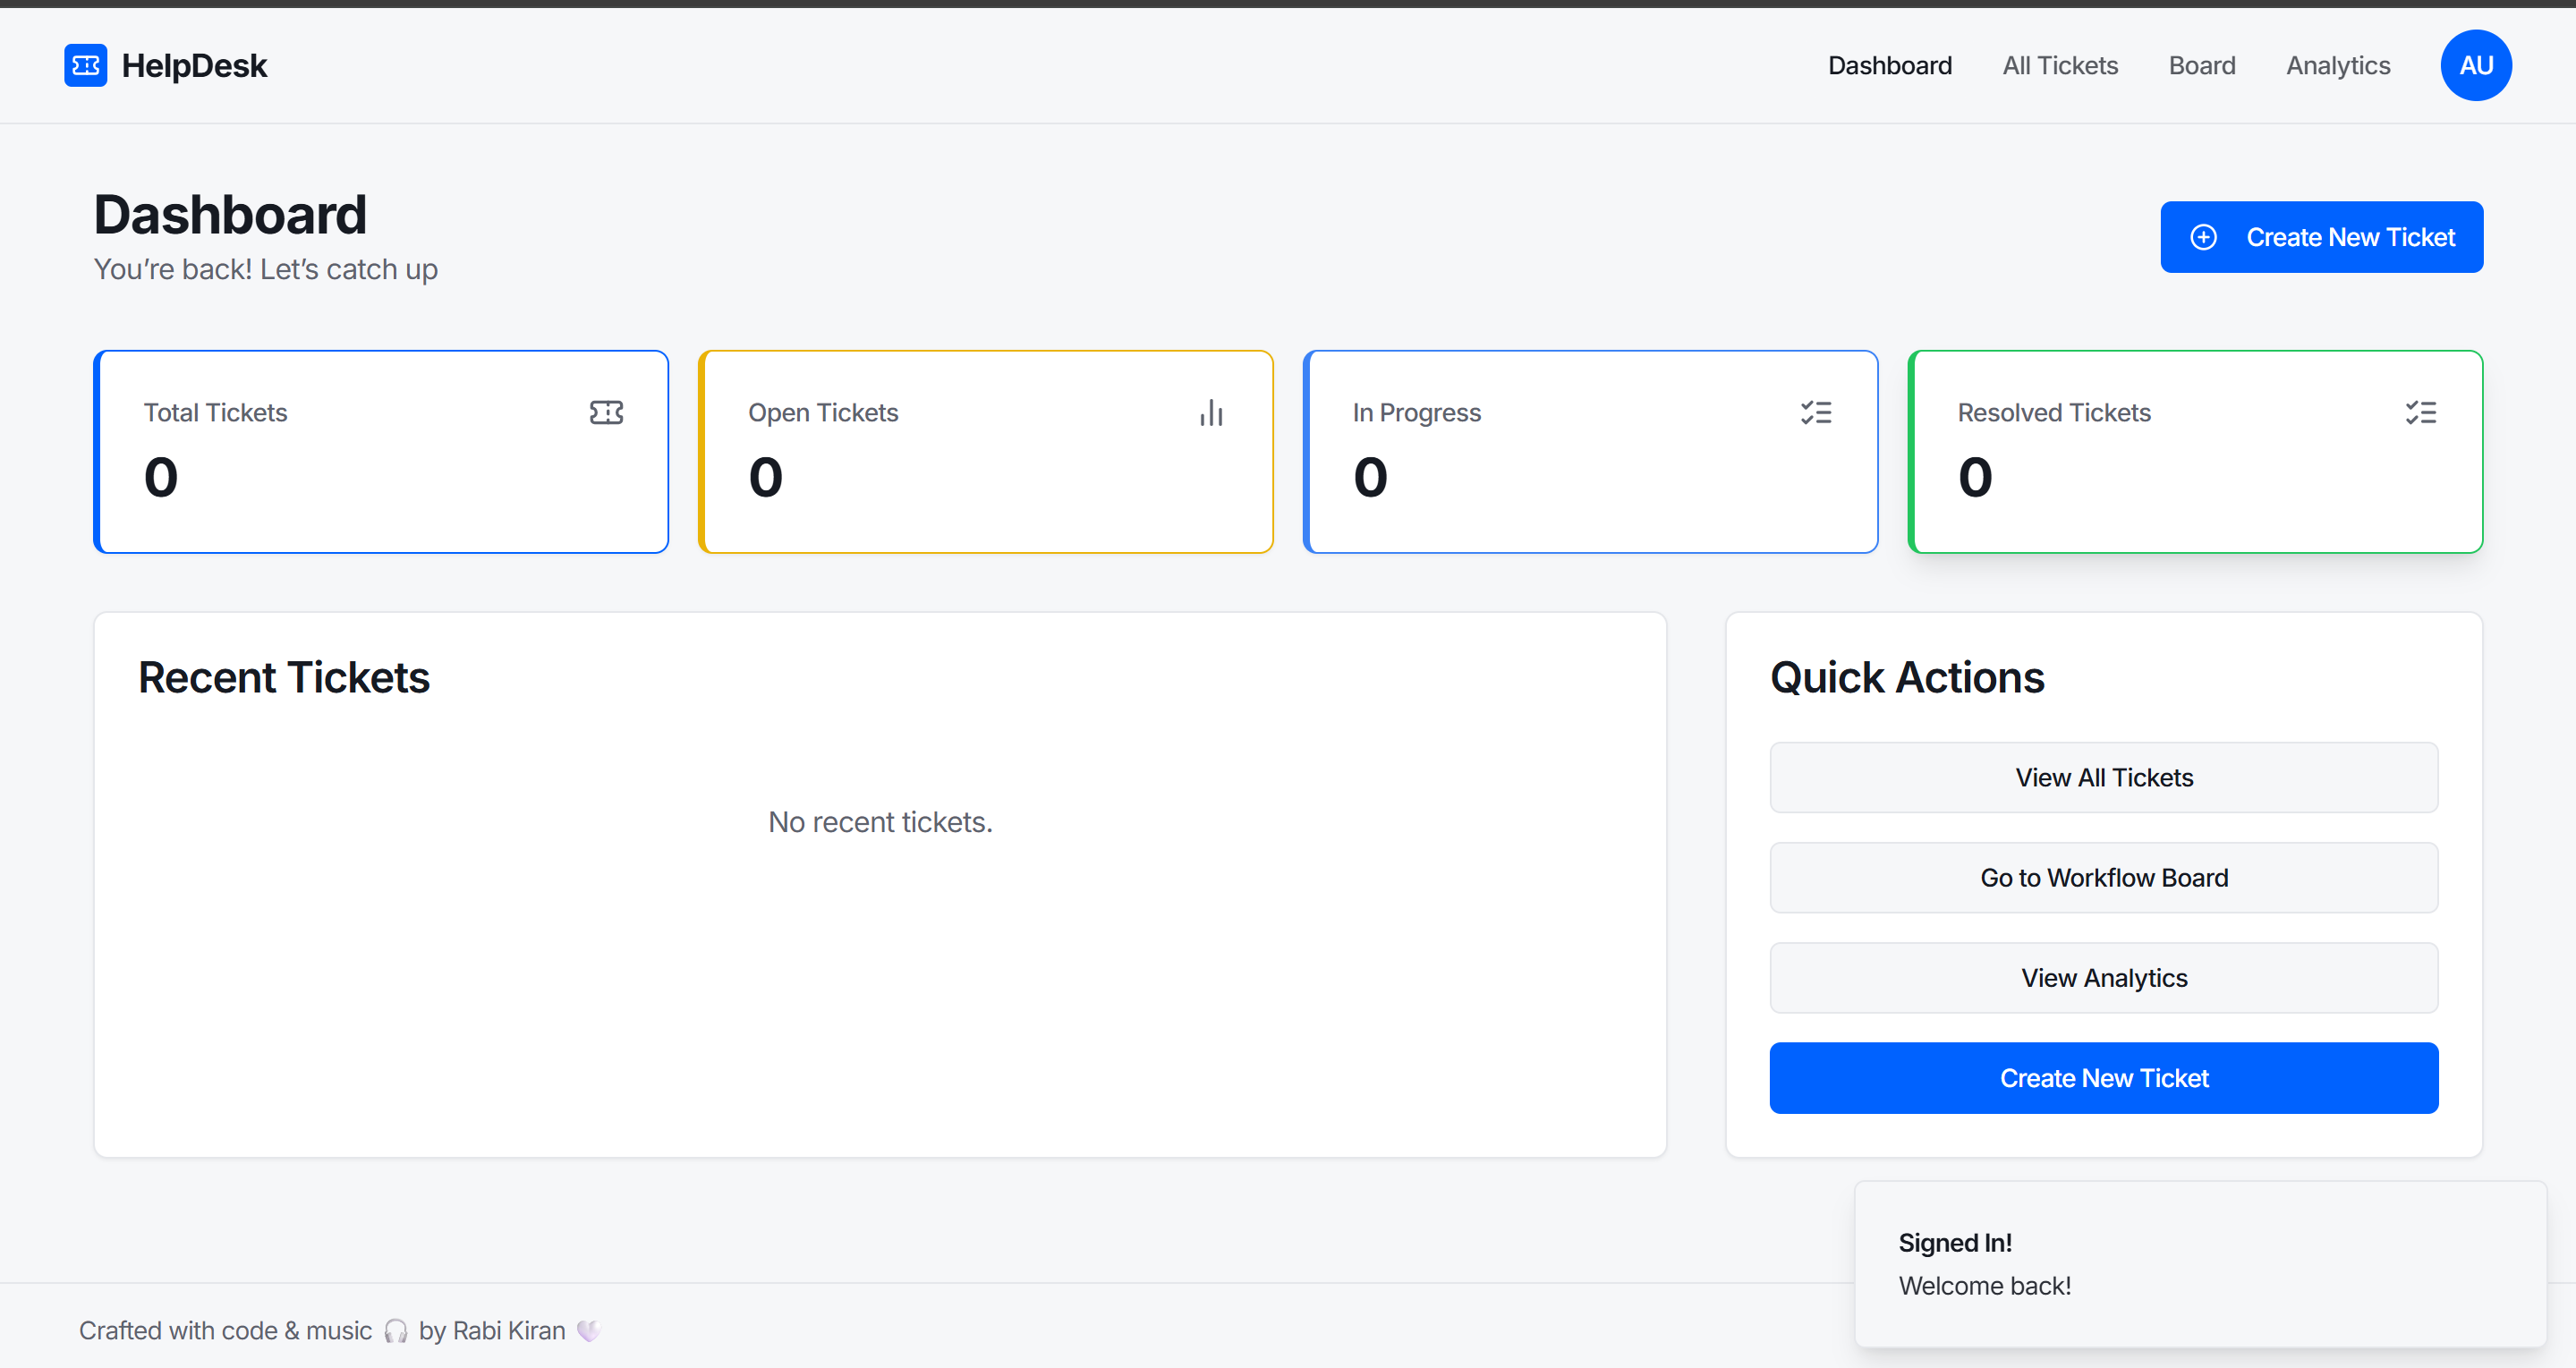 HelpDesk
Dashboard
All Tickets
Board
Analytics
AU
Dashboard
You’re back! Let’s catch up
Create New Ticket
Total Tickets
0
Open Tickets
0
In Progress
0
Resolved Tickets
0
Recent Tickets
No recent tickets.
Quick Actions
View All Tickets
Go to Workflow Board
View Analytics
Create New Ticket
Signed In!
Welcome back!
Crafted with code & music 🎧 by Rabi Kiran 🤍